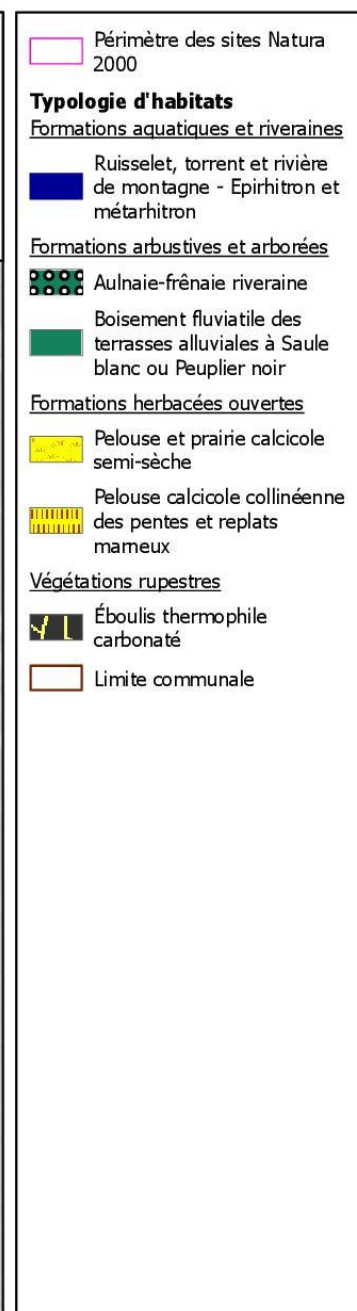 Périmètre des sites Natura
2000
Typologie d'habitats
Formations aquatiques et riveraines
Ruisselet, torrent et rivière
de montagne - Epirhitron et
métarhitron
Formations arbustives et arborées
Aulnaie-frênaie riveraine
Boisement fluviatile des
terrasses alluviales à Saule
blanc ou Peuplier noir
Formations herbacées ouvertes
Pelouse et prairie calcicole
semi-sèche
Pelouse calcicole collinéenne
des pentes et replats
marneux
Végétations rupestres
Éboulis thermophile
carbonaté
Limite communale